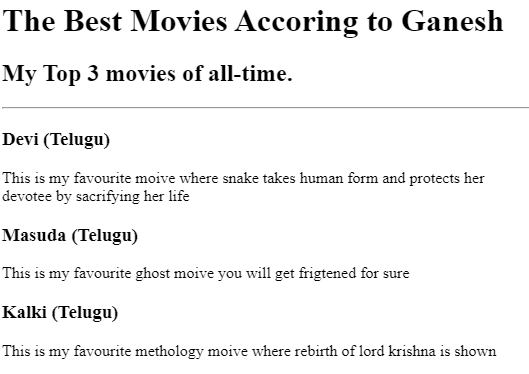 The Best Movies Accoring to Ganesh
My Top 3 movies of all-time.
Devi (Telugu)
This is my favourite moive where snake takes human form and protects her
devotee by sacrifying her life
Masuda (Telugu)
This is my favourite ghost moive you will get frigtened for sure
Kalki (Telugu)
This is my favourite methology moive where rebirth of lord krishna is shown